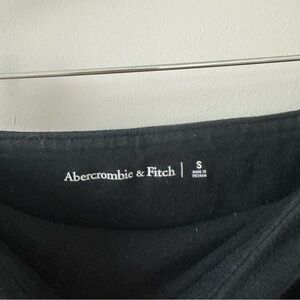 Abercrombie & Fitch | S
MADE IN
VIETNAM